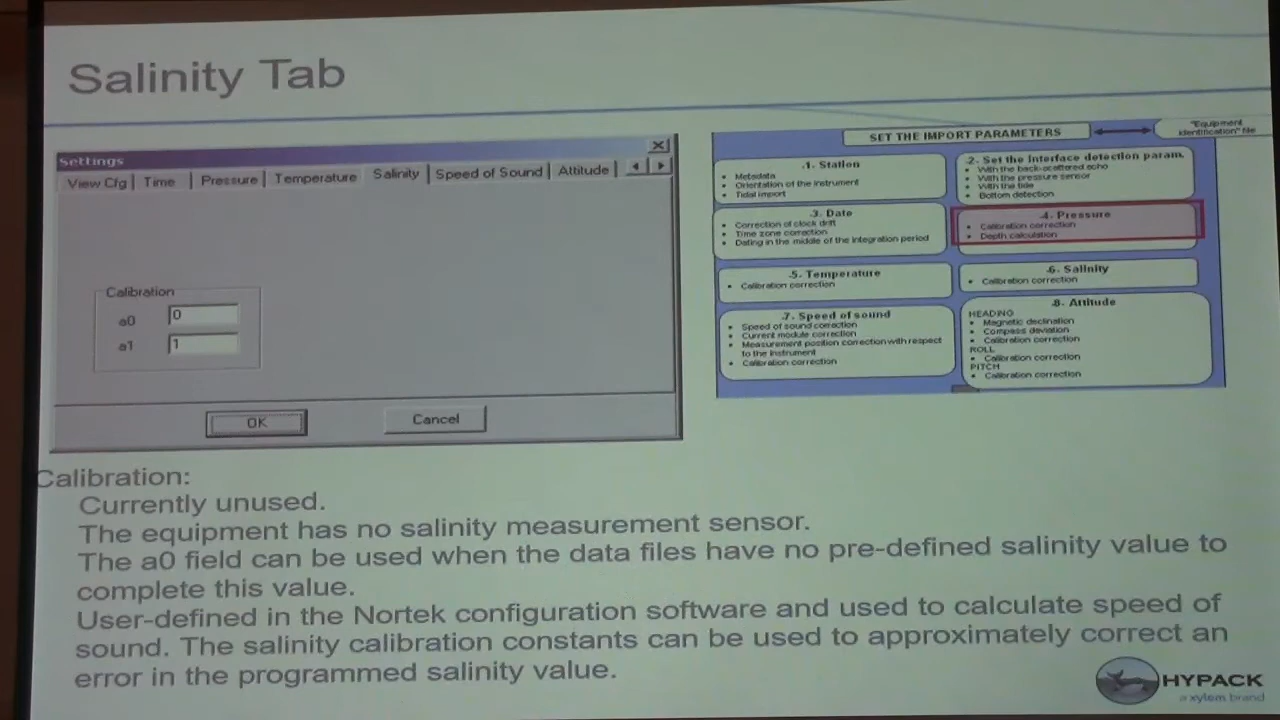 Salinity Tab
Settings
View Cfg
Time
Pressure
Temperature
Salinity
Speed of Sound
Attitude
Calibration
a0
0
a1
1
OK
Cancel
SET THE IMPORT PARAMETERS
"Equipment
identification" file
.1. Station
• Metadata
• Orientation of the instrument
• Tidal import
.2. Set the Interface detection param.
• With the back-scattered echo
• With the pressure sensor
• With the tide
• Bottom detection
.3. Date
• Correction of clock drift
• Time zone correction
• Dating in the middle of the integration period
.4. Pressure
• Calibration correction
• Depth calculation
.5. Temperature
• Calibration correction
.6. Salinity
• Calibration correction
.7. Speed of sound
• Speed of sound correction
• Current module correction
• Measurement position correction with respect
to the instrument
• Calibration correction
.8. Attitude
HEADING
• Magnetic declination
• Compass deviation
• Calibration correction
ROLL
• Calibration correction
PITCH
• Calibration correction
Calibration:
Currently unused.
The equipment has no salinity measurement sensor.
The a0 field can be used when the data files have no pre-defined salinity value to
complete this value.
User-defined in the Nortek configuration software and used to calculate speed of
sound. The salinity calibration constants can be used to approximately correct an
error in the programmed salinity value.
HYPACK
a xylem brand